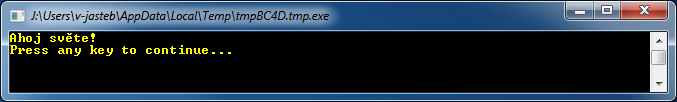 J:\Users\v-jasteb\AppData\Local\Temp\tmpBC4D.tmp.exe
Ahoj světe!
Press any key to continue...